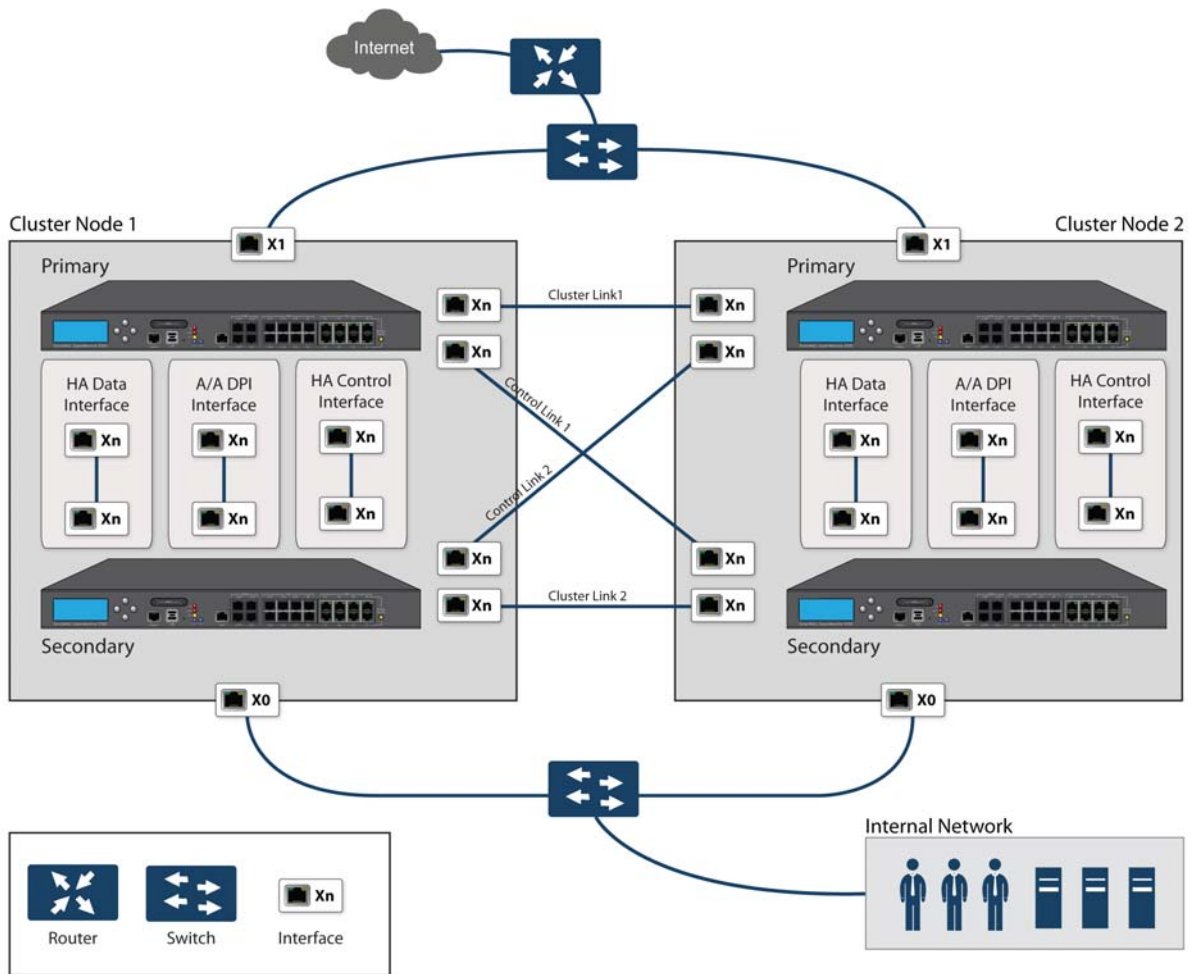 Internet
Cluster Node 1
X1
X1
Cluster Node 2
Primary
Primary
Xn
Cluster Link1
Xn
Xn
Xn
HA Data
Interface
A/A DPI
Interface
HA Control
Interface
Control Link 1
HA Data
Interface
A/A DPI
Interface
HA Control
Interface
Xn
Xn
Xn
Xn
Xn
Xn
Control Link 2
Xn
Xn
Xn
Xn
Xn
Xn
Xn
Xn
Xn
Cluster Link 2
Xn
Secondary
Secondary
X0
X0
Internal Network
Xn
Router
Switch
Interface